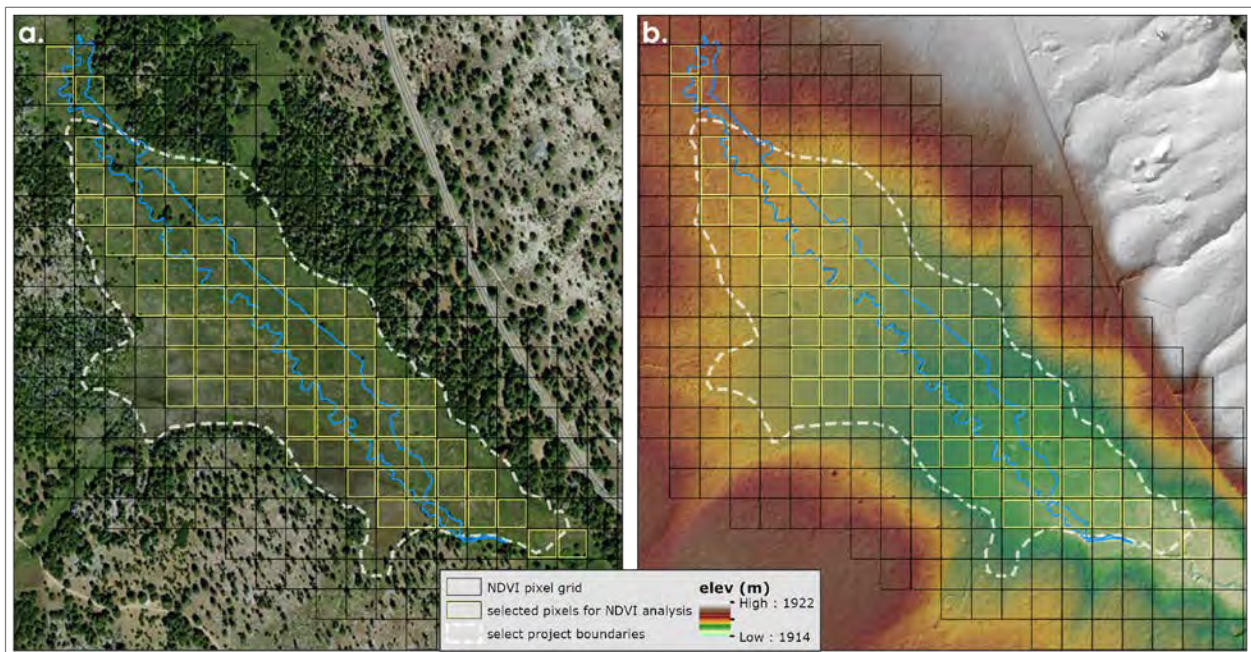 a.
b.
NDVI pixel grid
selected pixels for NDVI analysis
select project boundaries
elev (m)
High : 1922
Low : 1914